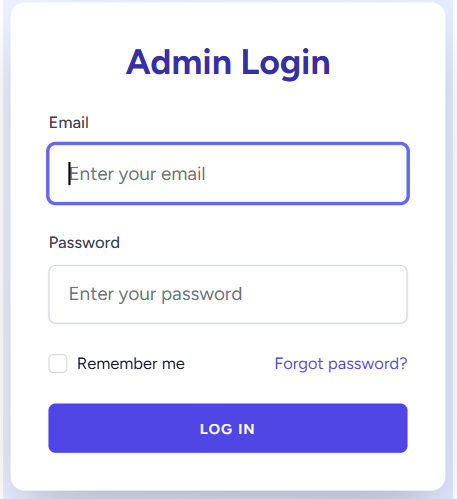 Admin Login
Email
Enter your email
Password
Enter your password
Remember me Forgot password?
LOG IN